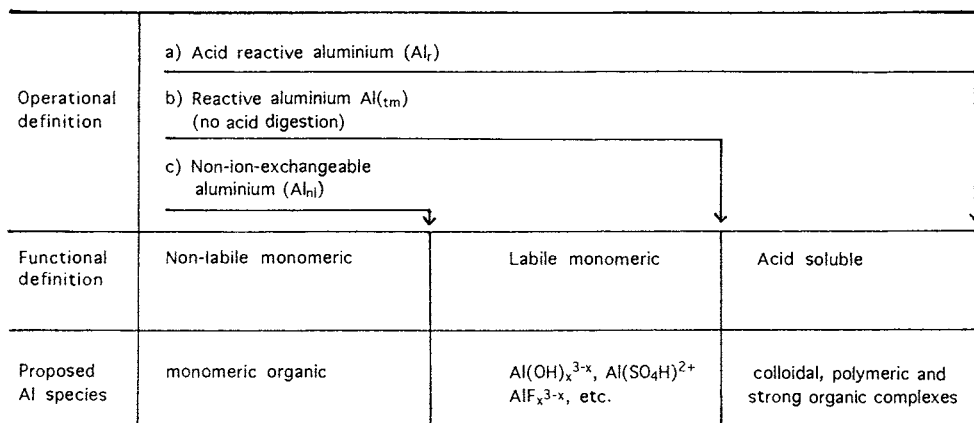 a) Acid reactive aluminium (Alᵣ)
Operational
definition
b) Reactive aluminium Al(ₜₘ)
(no acid digestion)
c) Non-ion-exchangeable
aluminium (Alₙₗ)
Functional
definition
Non-labile monomeric
Labile monomeric
Acid soluble
Proposed
Al species
monomeric organic
Al(OH)ₓ³⁻ˣ, Al(SO₄H)²⁺
AlFₓ³⁻ˣ, etc.
colloidal, polymeric and
strong organic complexes